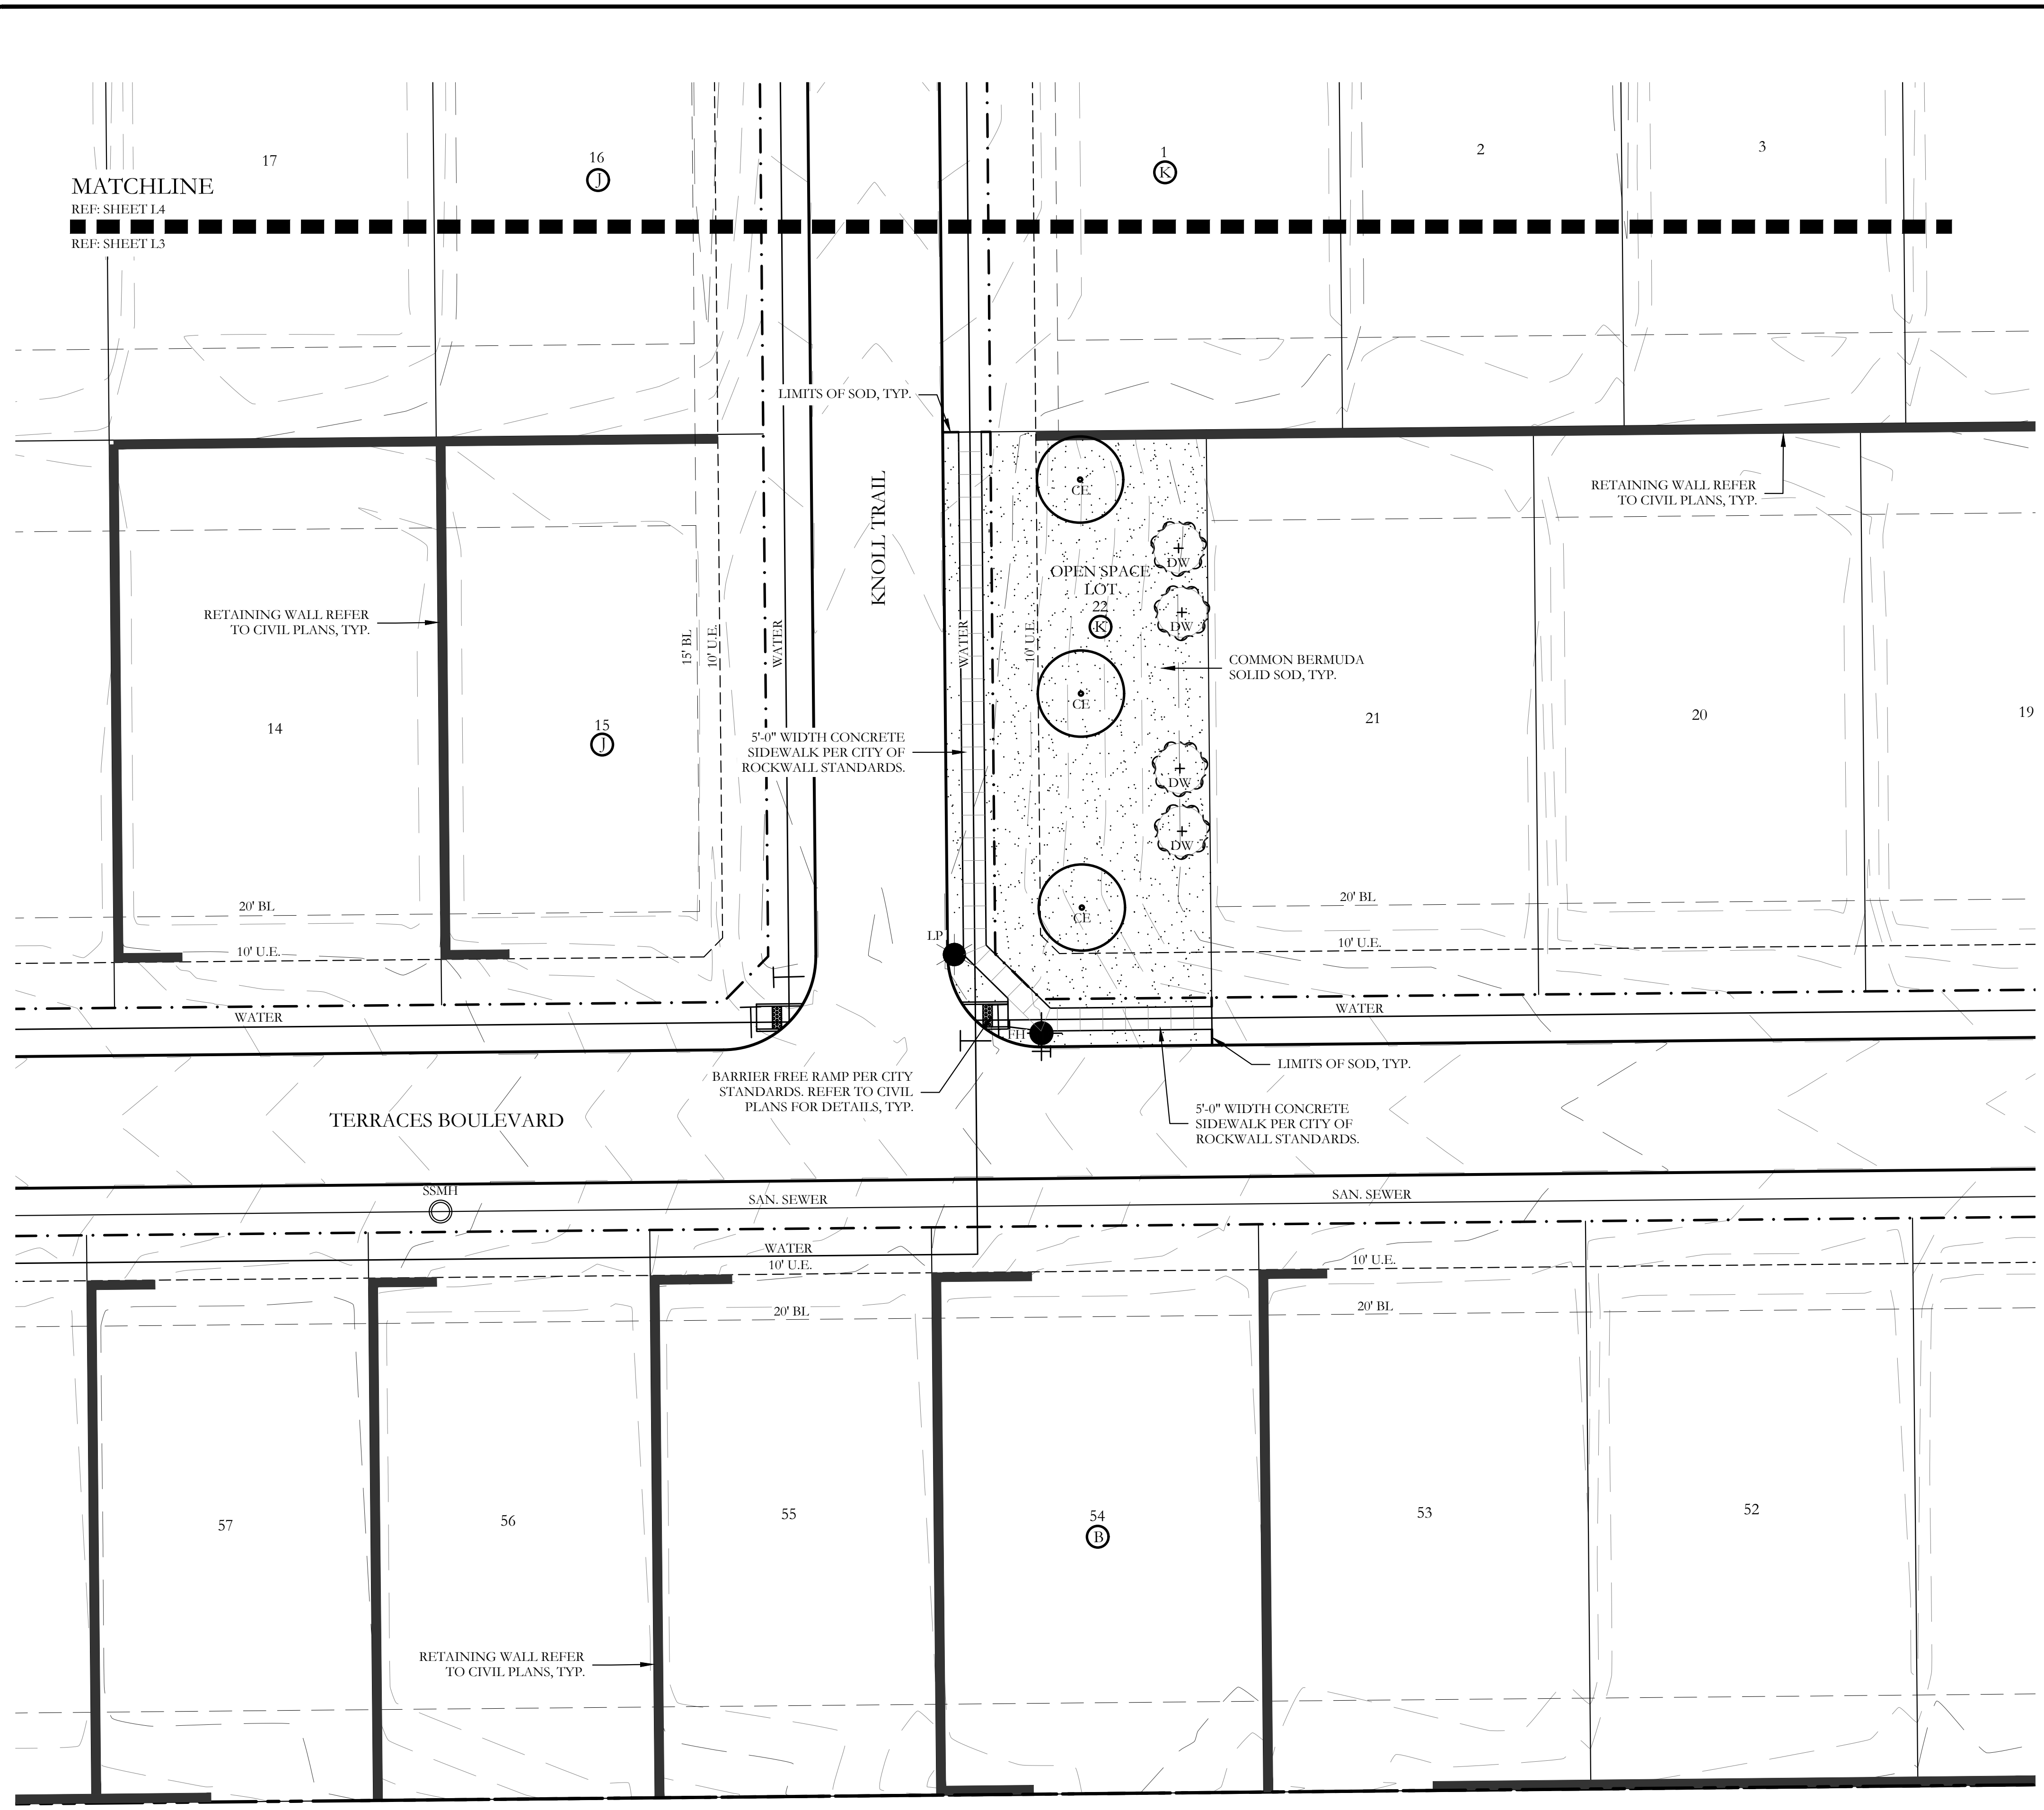 17
16
J
1
K
2
3
MATCHLINE
REF: SHEET L4
REF: SHEET L3
LIMITS OF SOD, TYP.
KNOLL TRAIL
RETAINING WALL REFER
TO CIVIL PLANS, TYP.
CE
DW
OPEN SPACE
LOT
22
K
DW
RETAINING WALL REFER
TO CIVIL PLANS, TYP.
15' BL
10' U.E.
WATER
WATER
10' U.E.
COMMON BERMUDA
SOLID SOD, TYP.
CE
14
15
J
5'-0" WIDTH CONCRETE
SIDEWALK PER CITY OF
ROCKWALL STANDARDS.
DW
DW
21
20
19
20' BL
10' U.E.
CE
20' BL
10' U.E.
LP
WATER
FH
WATER
LIMITS OF SOD, TYP.
BARRIER FREE RAMP PER CITY
STANDARDS. REFER TO CIVIL
PLANS FOR DETAILS, TYP.
5'-0" WIDTH CONCRETE
SIDEWALK PER CITY OF
ROCKWALL STANDARDS.
TERRACES BOULEVARD
SSMH
SAN. SEWER
SAN. SEWER
WATER
10' U.E.
10' U.E.
20' BL
20' BL
57
56
55
54
B
53
52
RETAINING WALL REFER
TO CIVIL PLANS, TYP.